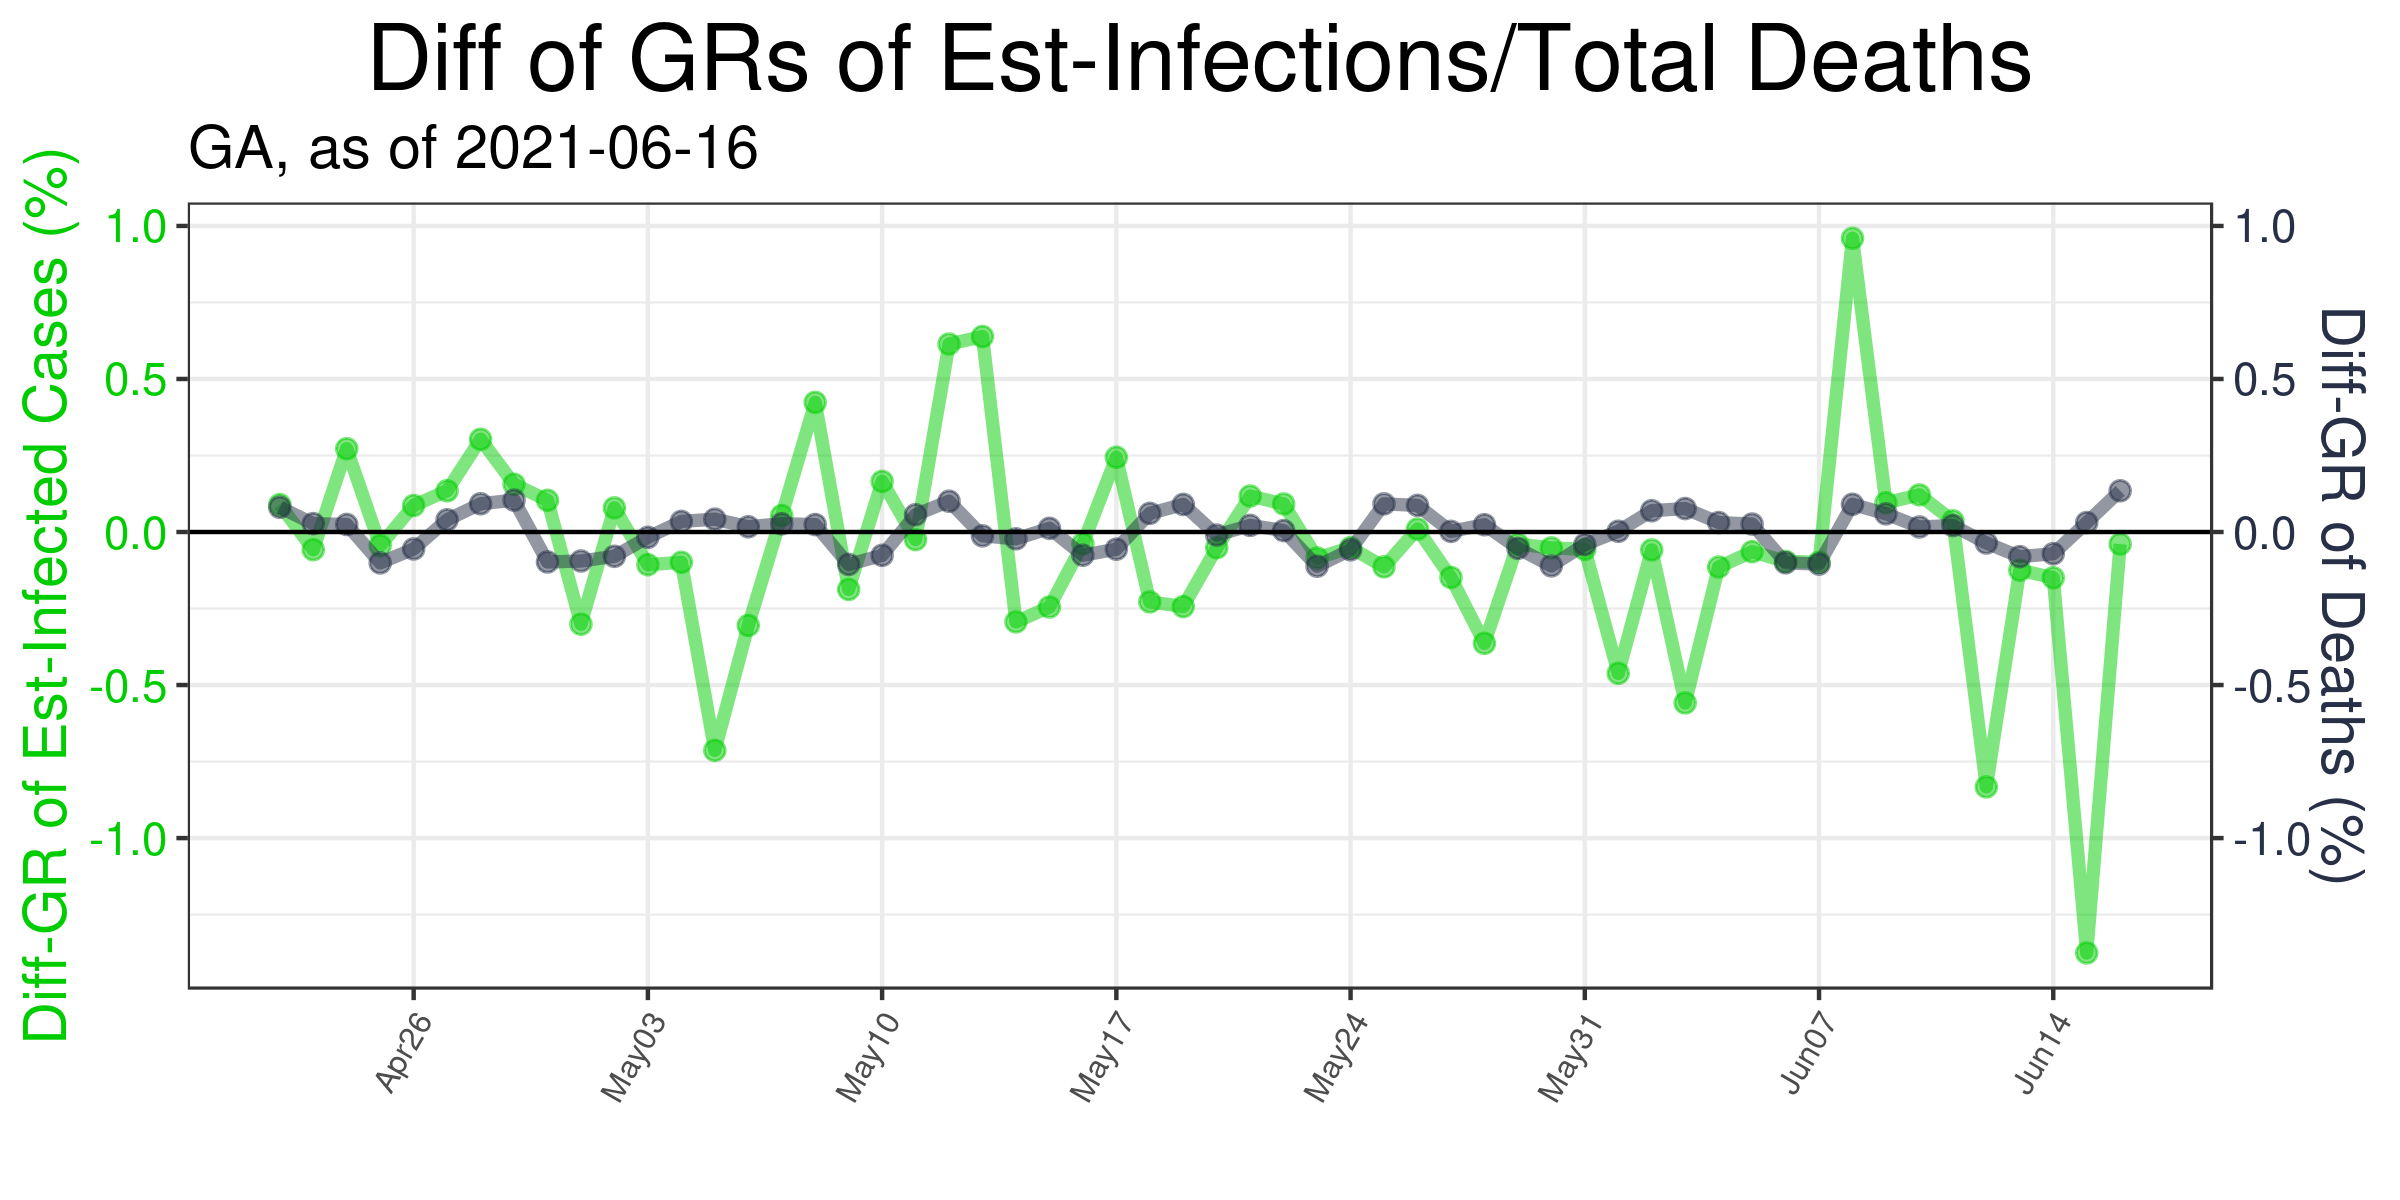 Diff of GRs of Est-Infections/Total Deaths
GA, as of 2021-06-16
Diff-GR of Est-Infected Cases (%)
1.0
0.5
0.0
-0.5
-1.0
1.0
0.5
0.0
-0.5
-1.0
Diff-GR of Deaths (%)
Apr26
May03
May10
May17
May24
May31
Jun07
Jun14